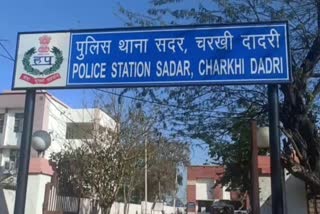 पुलिस थाना सदर, चरखी दादरी
POLICE STATION SADAR, CHARKHI DADRI